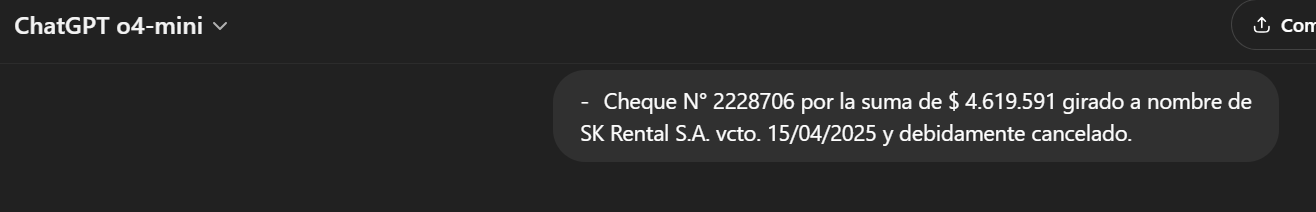 ChatGPT o4-mini
Com
- Cheque N° 2228706 por la suma de $ 4.619.591 girado a nombre de
SK Rental S.A. vcto. 15/04/2025 y debidamente cancelado.